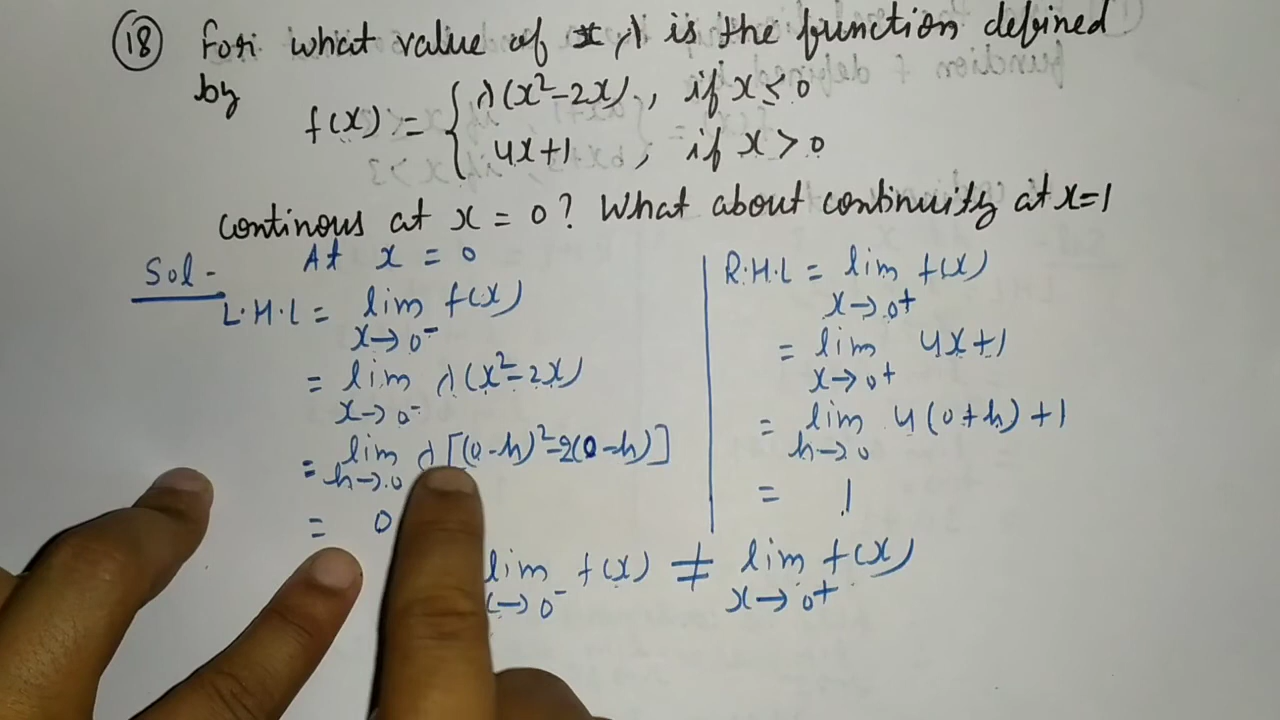 (18) For what value of λ is the function defined
by
f(x) = { λ(x²-2x), if x ≤ 0
4x+1, if x > 0
continous at x = 0? What about continuity at x=1
Sol- At x = 0
L.H.L = lim f(x)
x→0⁻
= lim λ(x²-2x)
x→0⁻
= lim λ[(0-h)²-2(0-h)]
h→0
= 0
R.H.L = lim f(x)
x→0⁺
= lim 4x+1
x→0⁺
= lim 4(0+h)+1
h→0
= 1
lim f(x) ≠ lim f(x)
x→0⁻ x→0⁺